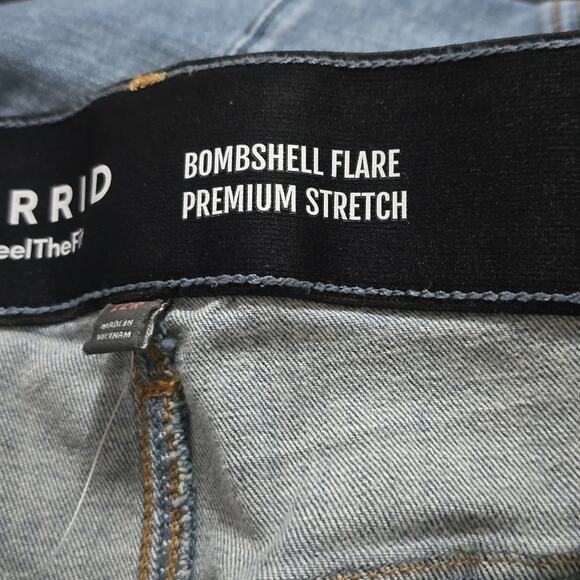 RRID
BOMBSHELL FLARE
PREMIUM STRETCH
eelTheFi
MADE IN
VIETNAM